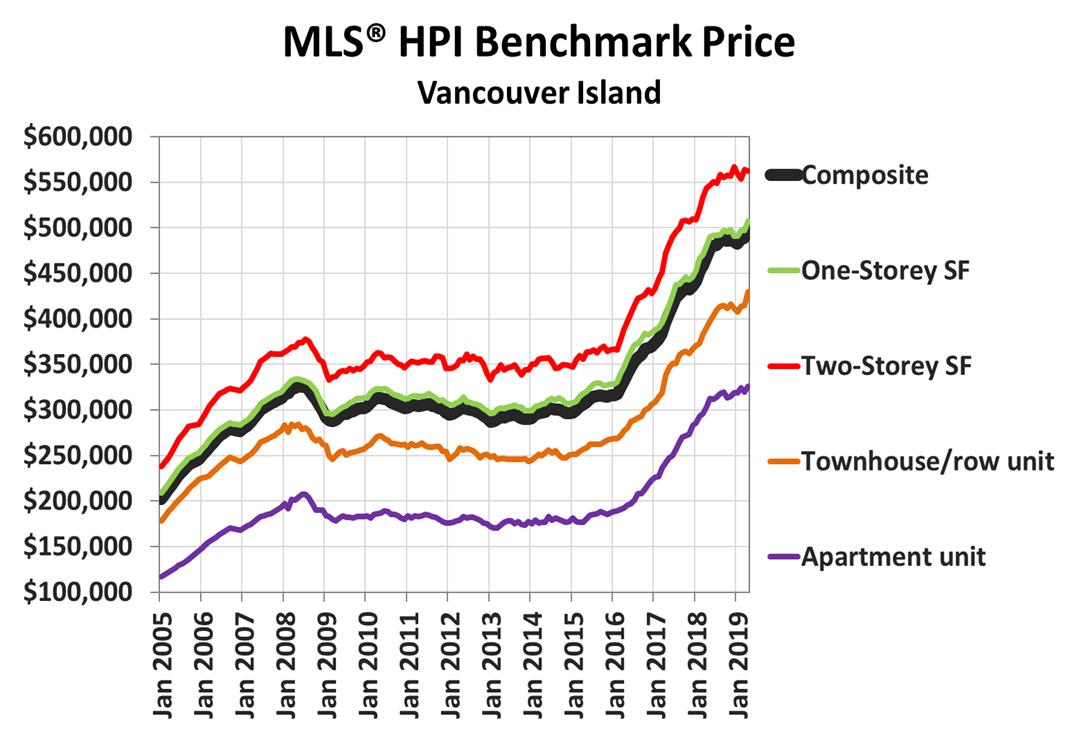 MLS® HPI Benchmark Price
Vancouver Island
$600,000
$550,000
$500,000
$450,000
$400,000
$350,000
$300,000
$250,000
$200,000
$150,000
$100,000
Jan 2005
Jan 2006
Jan 2007
Jan 2008
Jan 2009
Jan 2010
Jan 2011
Jan 2012
Jan 2013
Jan 2014
Jan 2015
Jan 2016
Jan 2017
Jan 2018
Jan 2019
Composite
One-Storey SF
Two-Storey SF
Townhouse/row unit
Apartment unit